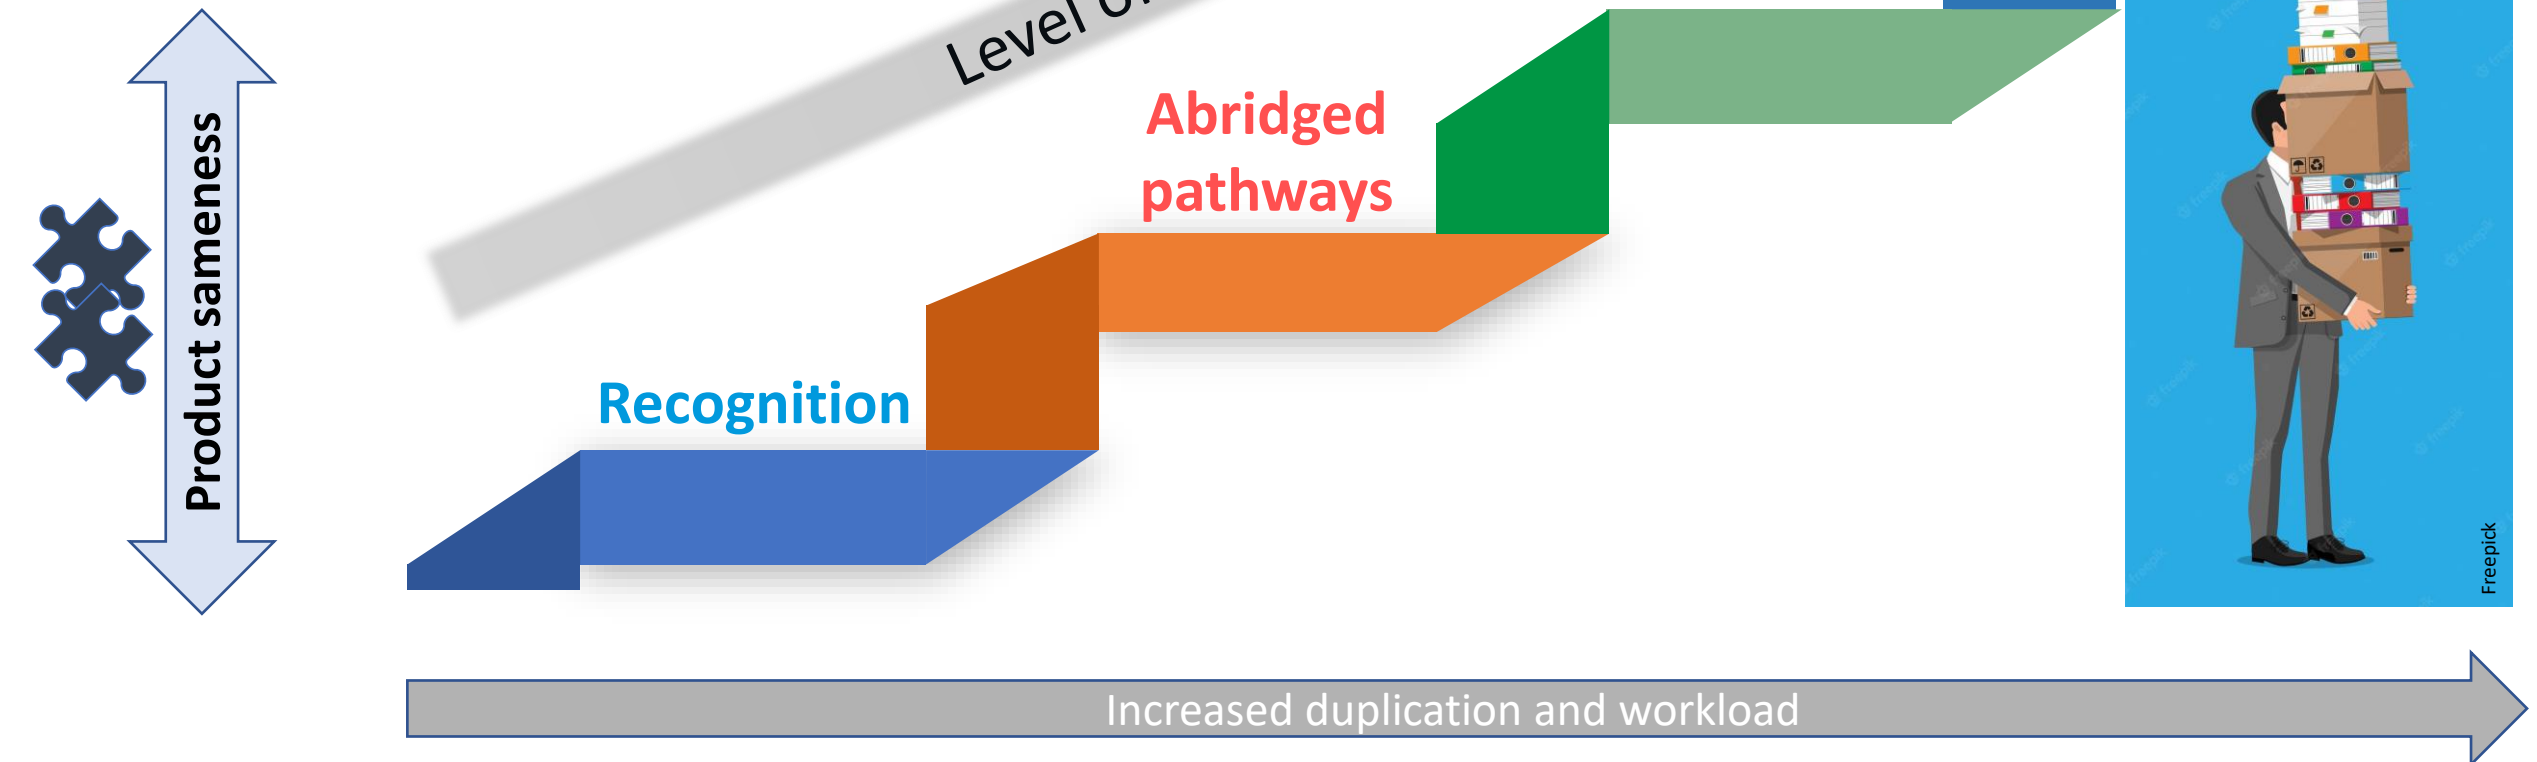 Level
Abridged
pathways
Product sameness
Recognition
Freepick
Increased duplication and workload